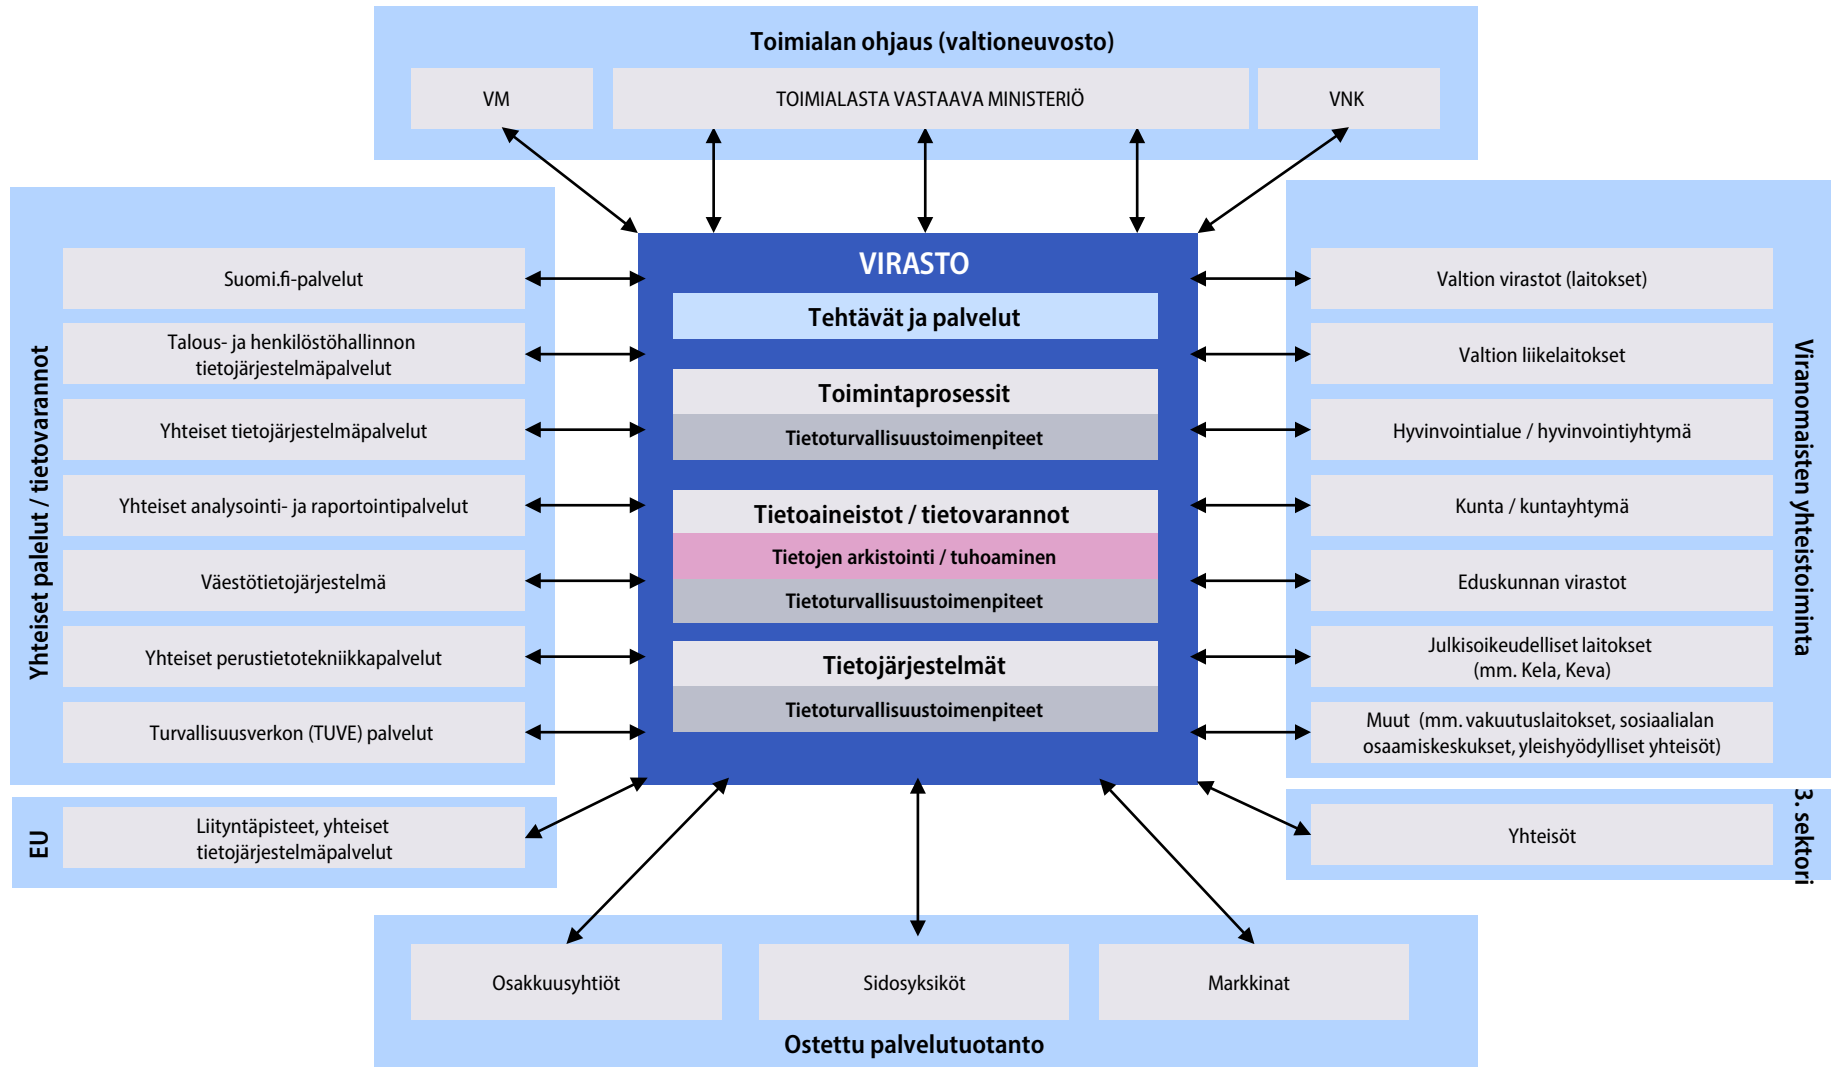 Toimialan ohjaus (valtioneuvosto)
VM
TOIMIALASTA VASTAAVA MINISTERIÖ
VNK
Yhteiset palelut / tietovarannot
Suomi.fi-palvelut
Talous- ja henkilöstöhallinnon
tietojärjestelmäpalvelut
Yhteiset tietojärjestelmäpalvelut
Yhteiset analysointi- ja raportointipalvelut
Väestötietojärjestelmä
Yhteiset perustietotekniikkapalvelut
Turvallisuusverkon (TUVE) palvelut
EU
Liityntäpisteet, yhteiset
tietojärjestelmäpalvelut
VIRASTO
Tehtävät ja palvelut
Toimintaprosessit
Tietoturvallisuustoimenpiteet
Tietoaineistot / tietovarannot
Tietojen arkistointi / tuhoaminen
Tietoturvallisuustoimenpiteet
Tietojärjestelmät
Tietoturvallisuustoimenpiteet
Viranomaisten yhteistoiminta
Valtion virastot (laitokset)
Valtion liikelaitokset
Hyvinvointialue / hyvinvointiyhtymä
Kunta / kuntayhtymä
Eduskunnan virastot
Julkisoikeudelliset laitokset
(mm. Kela, Keva)
Muut (mm. vakuutuslaitokset, sosiaalialan
osaamiskeskukset, yleishyödylliset yhteisöt)
3. sektori
Yhteisöt
Osakkuusyhtiöt
Sidosyksiköt
Markkinat
Ostettu palvelutuotanto